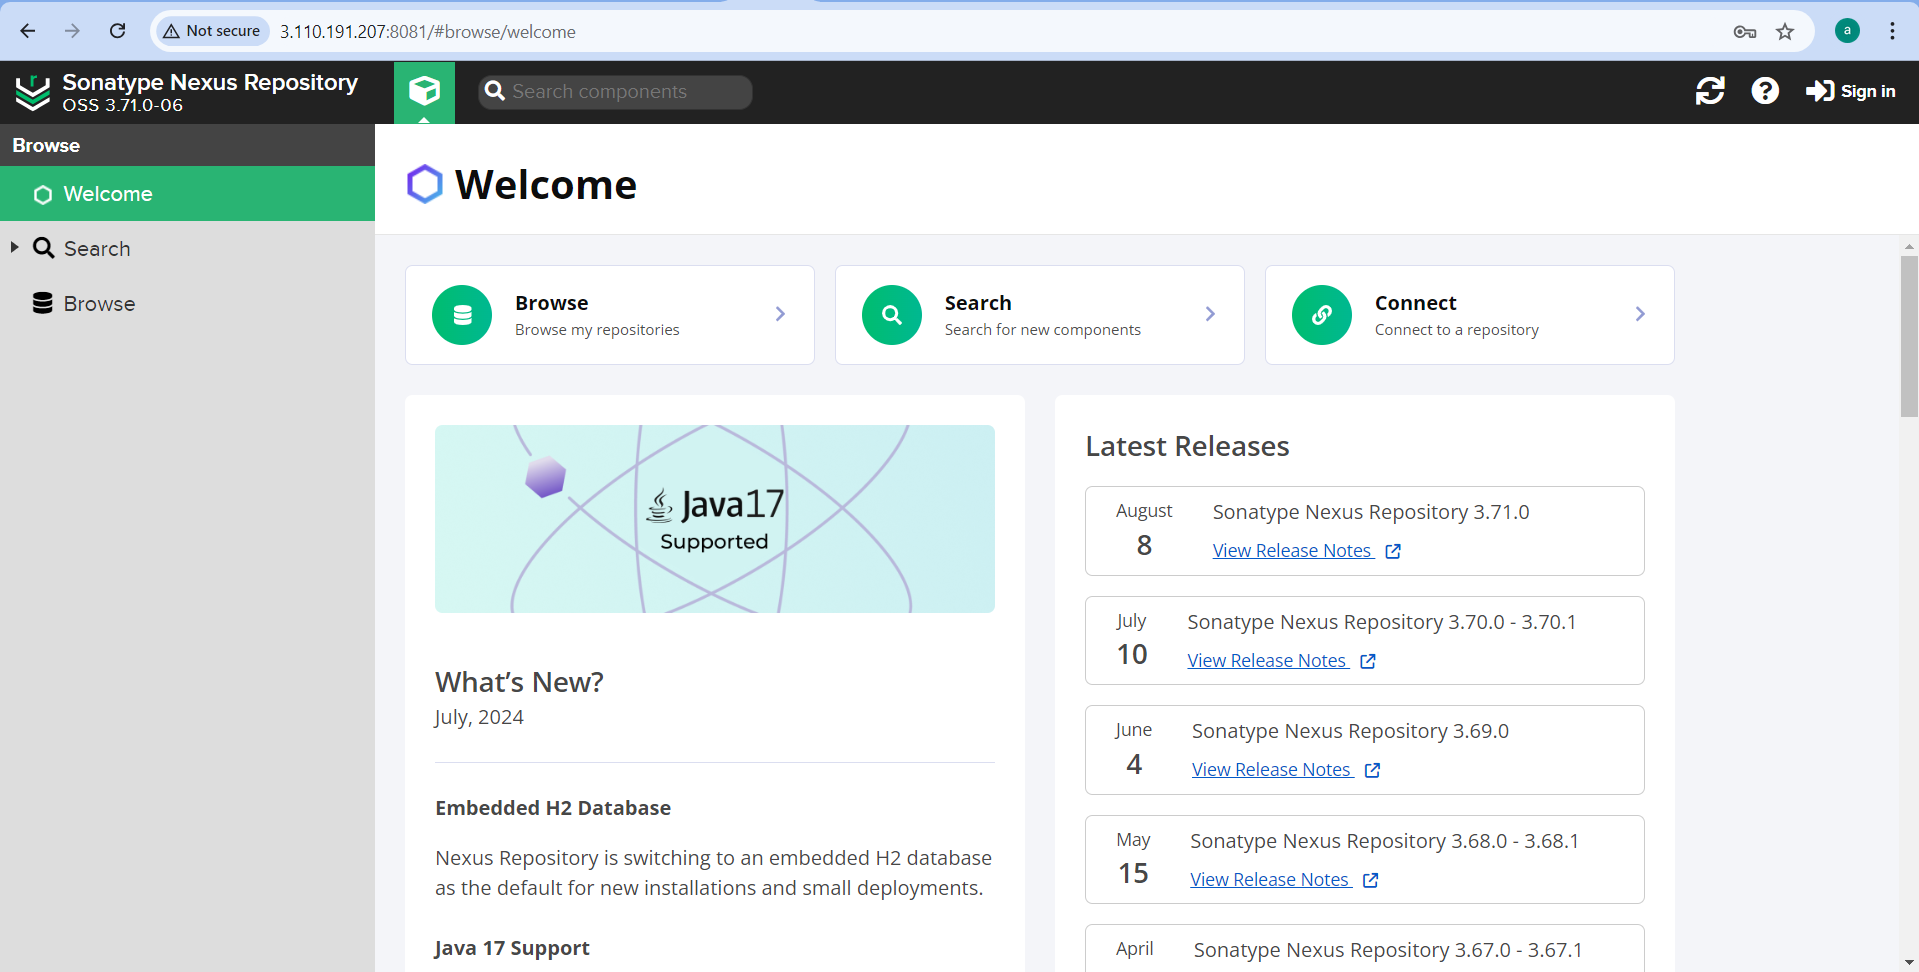 Not secure
3.110.191.207:8081/#browse/welcome
a
Sonatype Nexus Repository
OSS 3.71.0-06
Search components
Sign in
Browse
Welcome
Search
Browse
Welcome
Browse
Browse my repositories
Search
Search for new components
Connect
Connect to a repository
Java17
Supported
What's New?
July, 2024
Embedded H2 Database
Nexus Repository is switching to an embedded H2 database
as the default for new installations and small deployments.
Java 17 Support
Latest Releases
August
8
Sonatype Nexus Repository 3.71.0
View Release Notes
July
10
Sonatype Nexus Repository 3.70.0 - 3.70.1
View Release Notes
June
4
Sonatype Nexus Repository 3.69.0
View Release Notes
May
15
Sonatype Nexus Repository 3.68.0 - 3.68.1
View Release Notes
April
Sonatype Nexus Repository 3.67.0 - 3.67.1